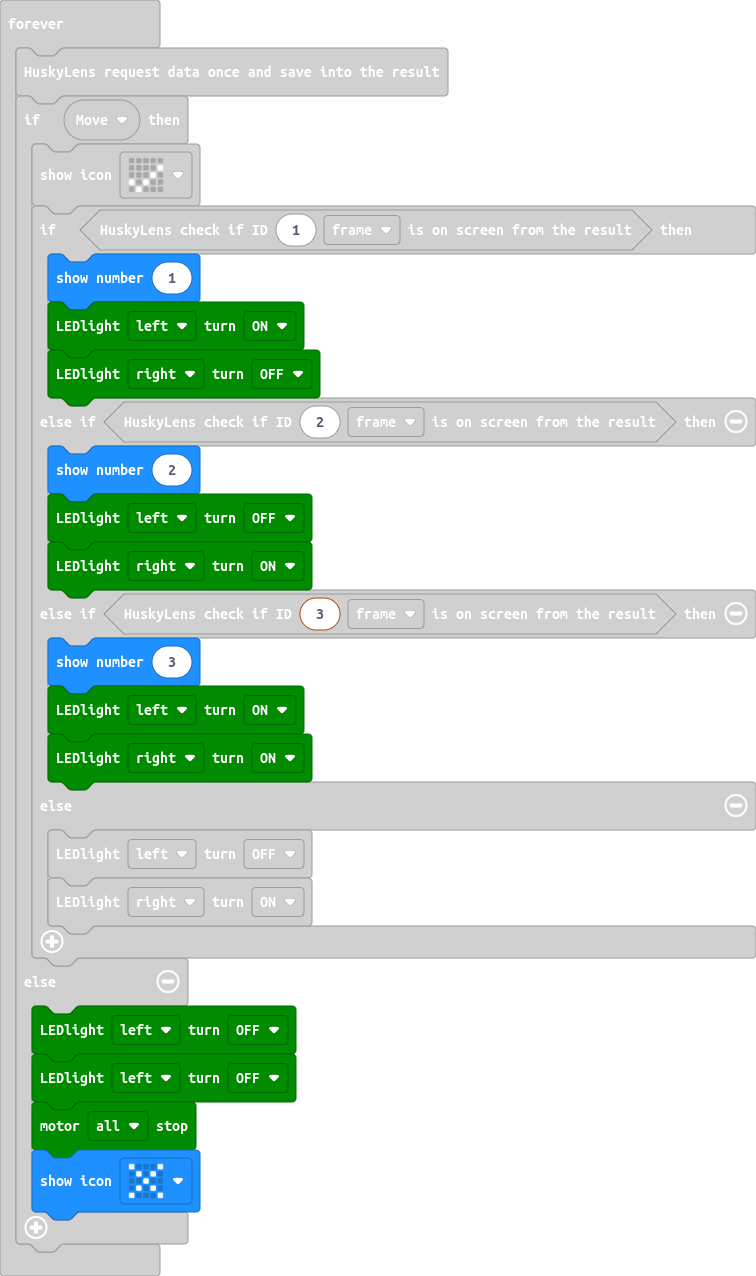 forever
HuskyLens request data once and save into the result
if Move then
show icon
if HuskyLens check if ID 1 frame is on screen from the result then
show number 1
LEDlight left turn ON
LEDlight right turn OFF
else if HuskyLens check if ID 2 frame is on screen from the result then
show number 2
LEDlight left turn OFF
LEDlight right turn ON
else if HuskyLens check if ID 3 frame is on screen from the result then
show number 3
LEDlight left turn ON
LEDlight right turn ON
else
LEDlight left turn OFF
LEDlight right turn ON
else
LEDlight left turn OFF
LEDlight left turn OFF
motor all stop
show icon